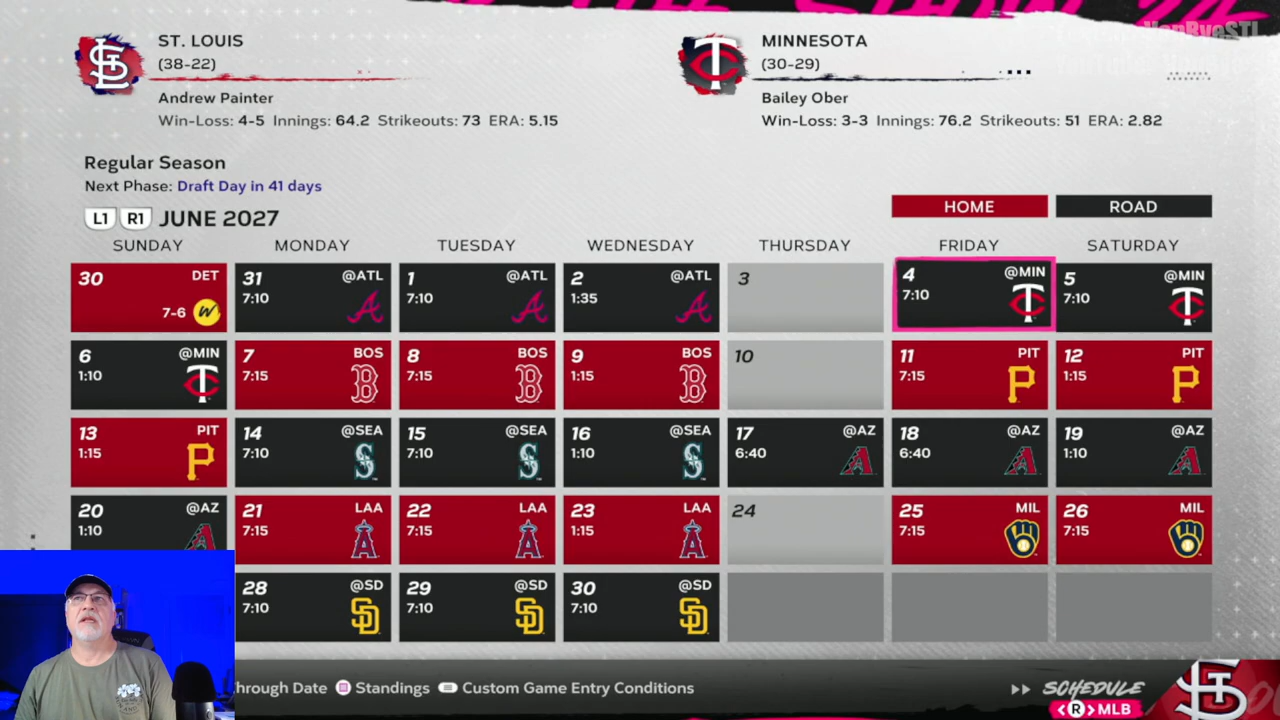 ST. LOUIS
(38-22)
Andrew Painter
Win-Loss: 4-5 Innings: 64.2 Strikeouts: 73 ERA: 5.15
MINNESOTA
(30-29)
Bailey Ober
Win-Loss: 3-3 Innings: 76.2 Strikeouts: 51 ERA: 2.82
Regular Season
Next Phase: Draft Day in 41 days
L1 R1 JUNE 2027
HOME ROAD
SUNDAY MONDAY TUESDAY WEDNESDAY THURSDAY FRIDAY SATURDAY
30 DET 7-6 W
31 @ATL 7:10
1 @ATL 7:10
2 @ATL 1:35
3
4 @MIN 7:10
5 @MIN 7:10
6 @MIN 1:10
7 BOS 7:15
8 BOS 7:15
9 BOS 1:15
10
11 PIT 7:15
12 PIT 1:15
13 PIT 1:15
14 @SEA 7:10
15 @SEA 7:10
16 @SEA 1:10
17 @AZ 6:40
18 @AZ 6:40
19 @AZ 1:10
20 @AZ 1:10
21 LAA 7:15
22 LAA 7:15
23 LAA 1:15
24
25 MIL 7:15
26 MIL 7:15
28 @SD 7:10
29 @SD 7:10
30 @SD 7:10
hrough Date Standings Custom Game Entry Conditions
SCHEDULE
R MLB